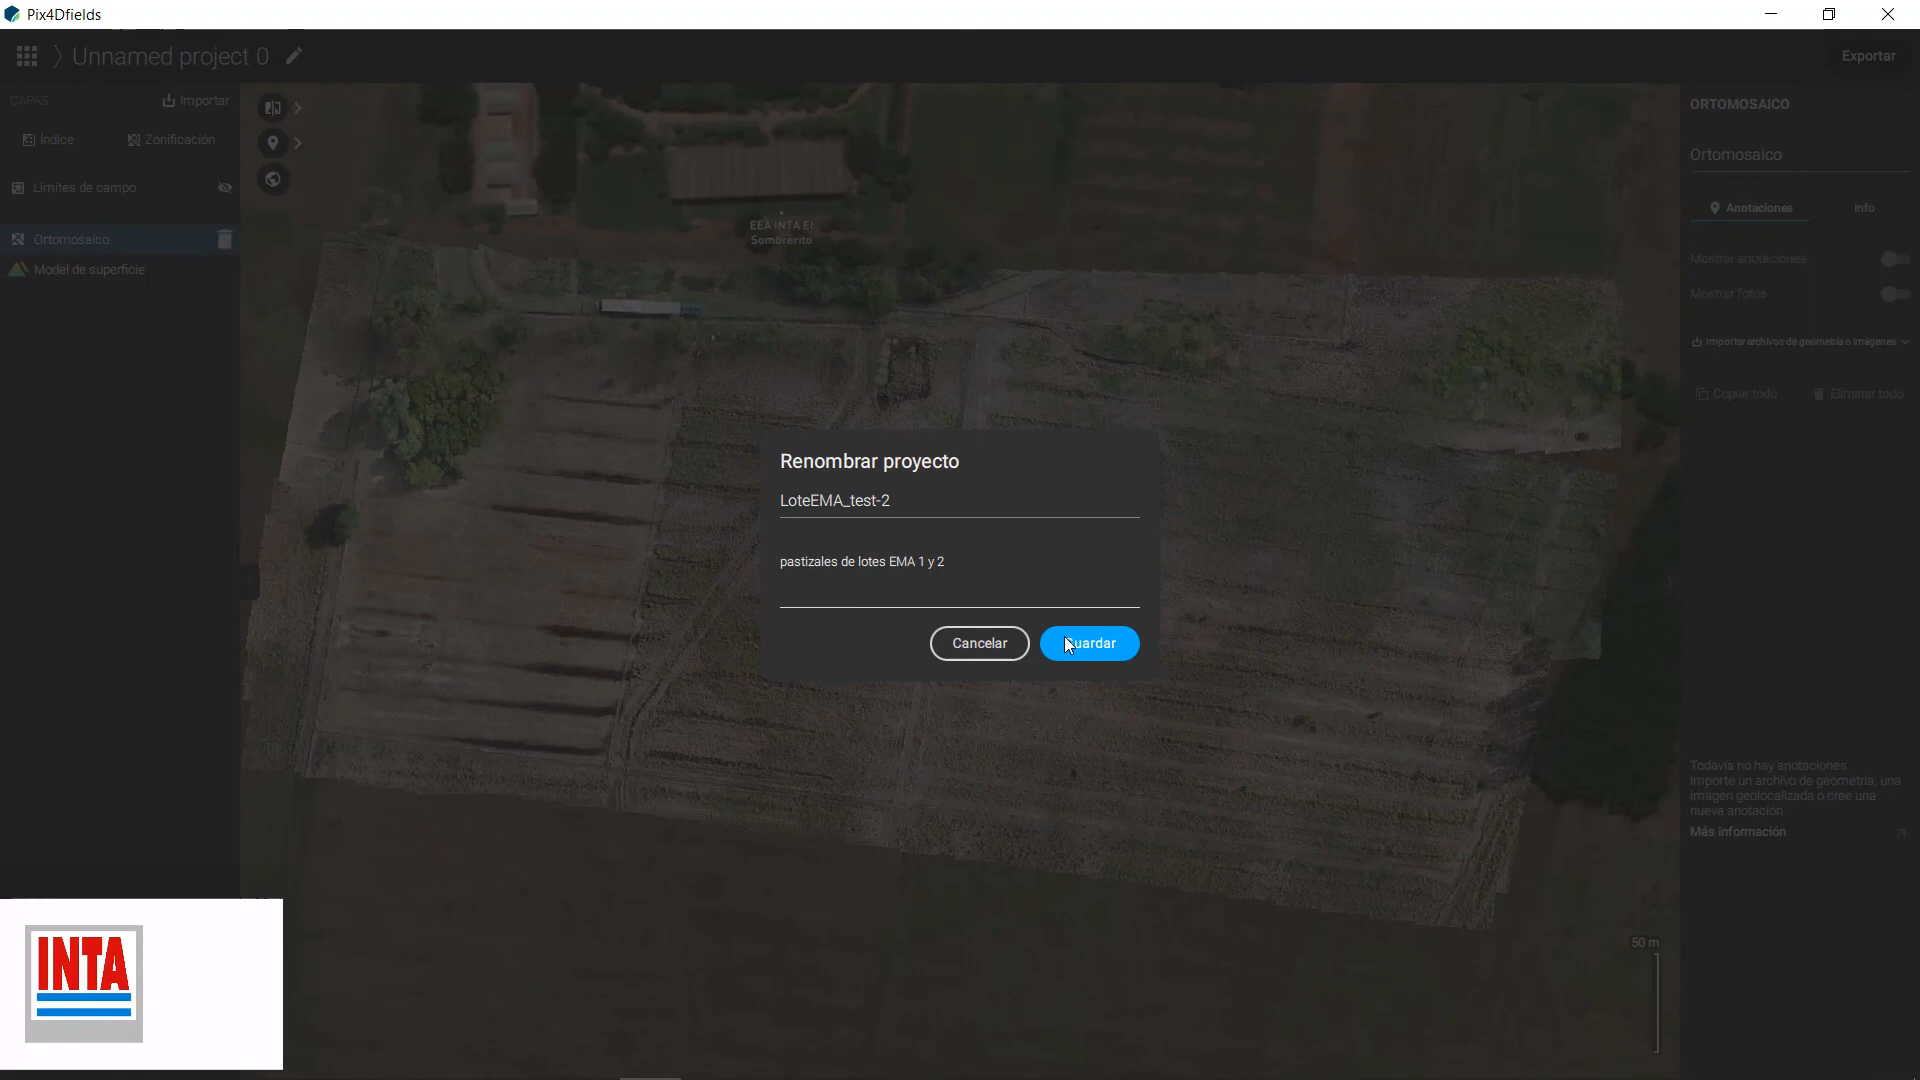 Pix4Dfields
Unnamed project 0
Exportar
CAPAS
Importar
Índice
Zonificación
Límites de campo
Ortomosaico
Model de superficie
EEA INTA El
Sombrerito
ORTOMOSAICO
Ortomosaico
Anotaciones
Info
Mostrar anotaciones
Mostrar fotos
Importar archivos de geometría o imágenes
Copiar todo
Eliminar todo
Renombrar proyecto
LoteEMA_test-2
pastizales de lotes EMA 1 y 2
Cancelar
Guardar
Todavía no hay anotaciones.
Importe un archivo de geometría, una
imagen geolocalizada o cree una
nueva anotación.
Más información
50 m
INTA